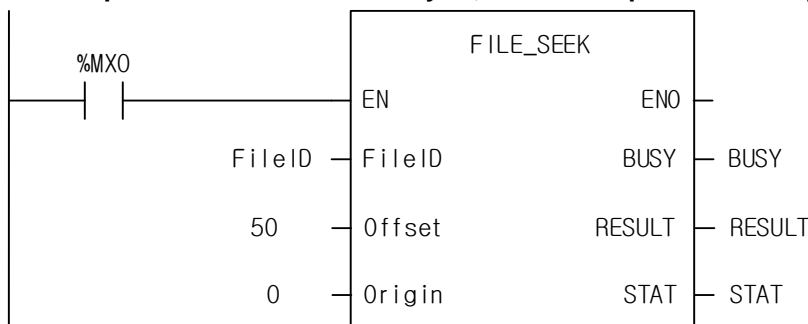 FILE_SEEK
%MX0
EN ENO
FileID FileID BUSY BUSY
50 Offset RESULT RESULT
0 Origin STAT STAT